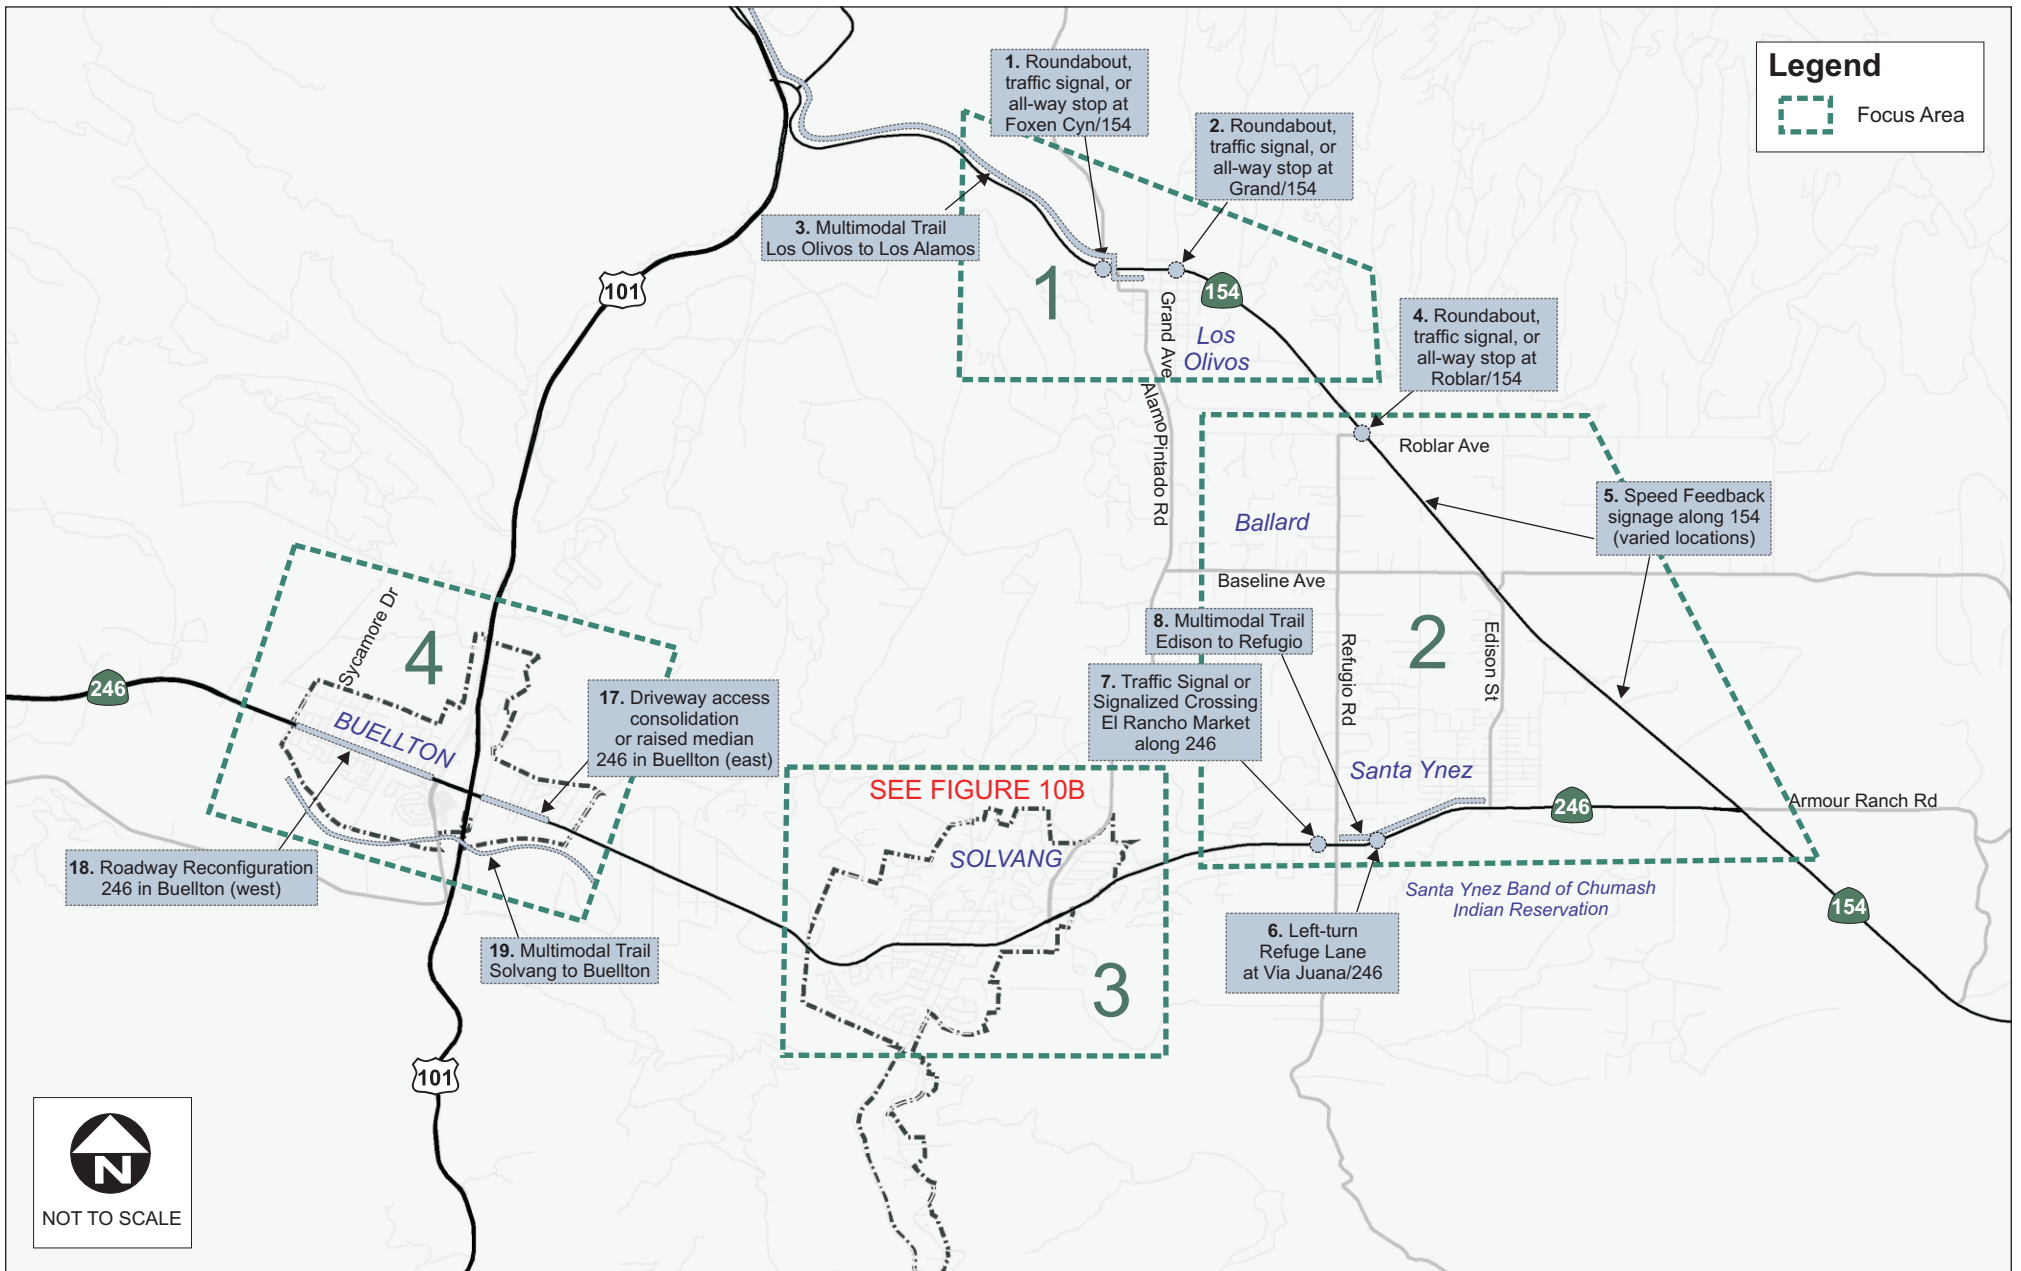 1. Roundabout,
traffic signal, or
all-way stop at
Foxen Cyn/154
2. Roundabout,
traffic signal, or
all-way stop at
Grand/154
Legend
Focus Area
3. Multimodal Trail
Los Olivos to Los Alamos
101
1
154
Grand Ave
Los
Olivos
4. Roundabout,
traffic signal, or
all-way stop at
Roblar/154
Alamo Pintado Rd
Roblar Ave
5. Speed Feedback
signage along 154
(varied locations)
Ballard
Baseline Ave
Sycamore Dr
4
8. Multimodal Trail
Edison to Refugio
Refugio Rd
2
Edison St
246
BUELLTON
17. Driveway access
consolidation
or raised median
246 in Buellton (east)
7. Traffic Signal or
Signalized Crossing
El Rancho Market
along 246
SEE FIGURE 10B
Santa Ynez
246
Armour Ranch Rd
18. Roadway Reconfiguration
246 in Buellton (west)
SOLVANG
Santa Ynez Band of Chumash
Indian Reservation
154
19. Multimodal Trail
Solvang to Buellton
6. Left-turn
Refuge Lane
at Via Juana/246
3
101
N
NOT TO SCALE